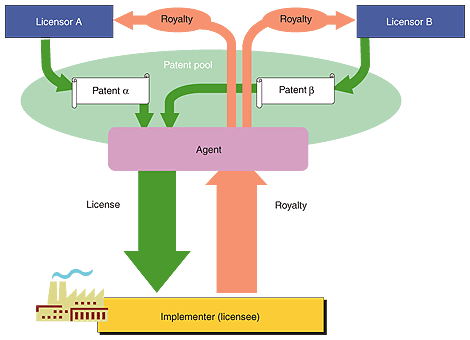 Licensor A
Royalty
Royalty
Licensor B
Patent pool
Patent α
Patent β
Agent
License
Royalty
Implementer (licensee)